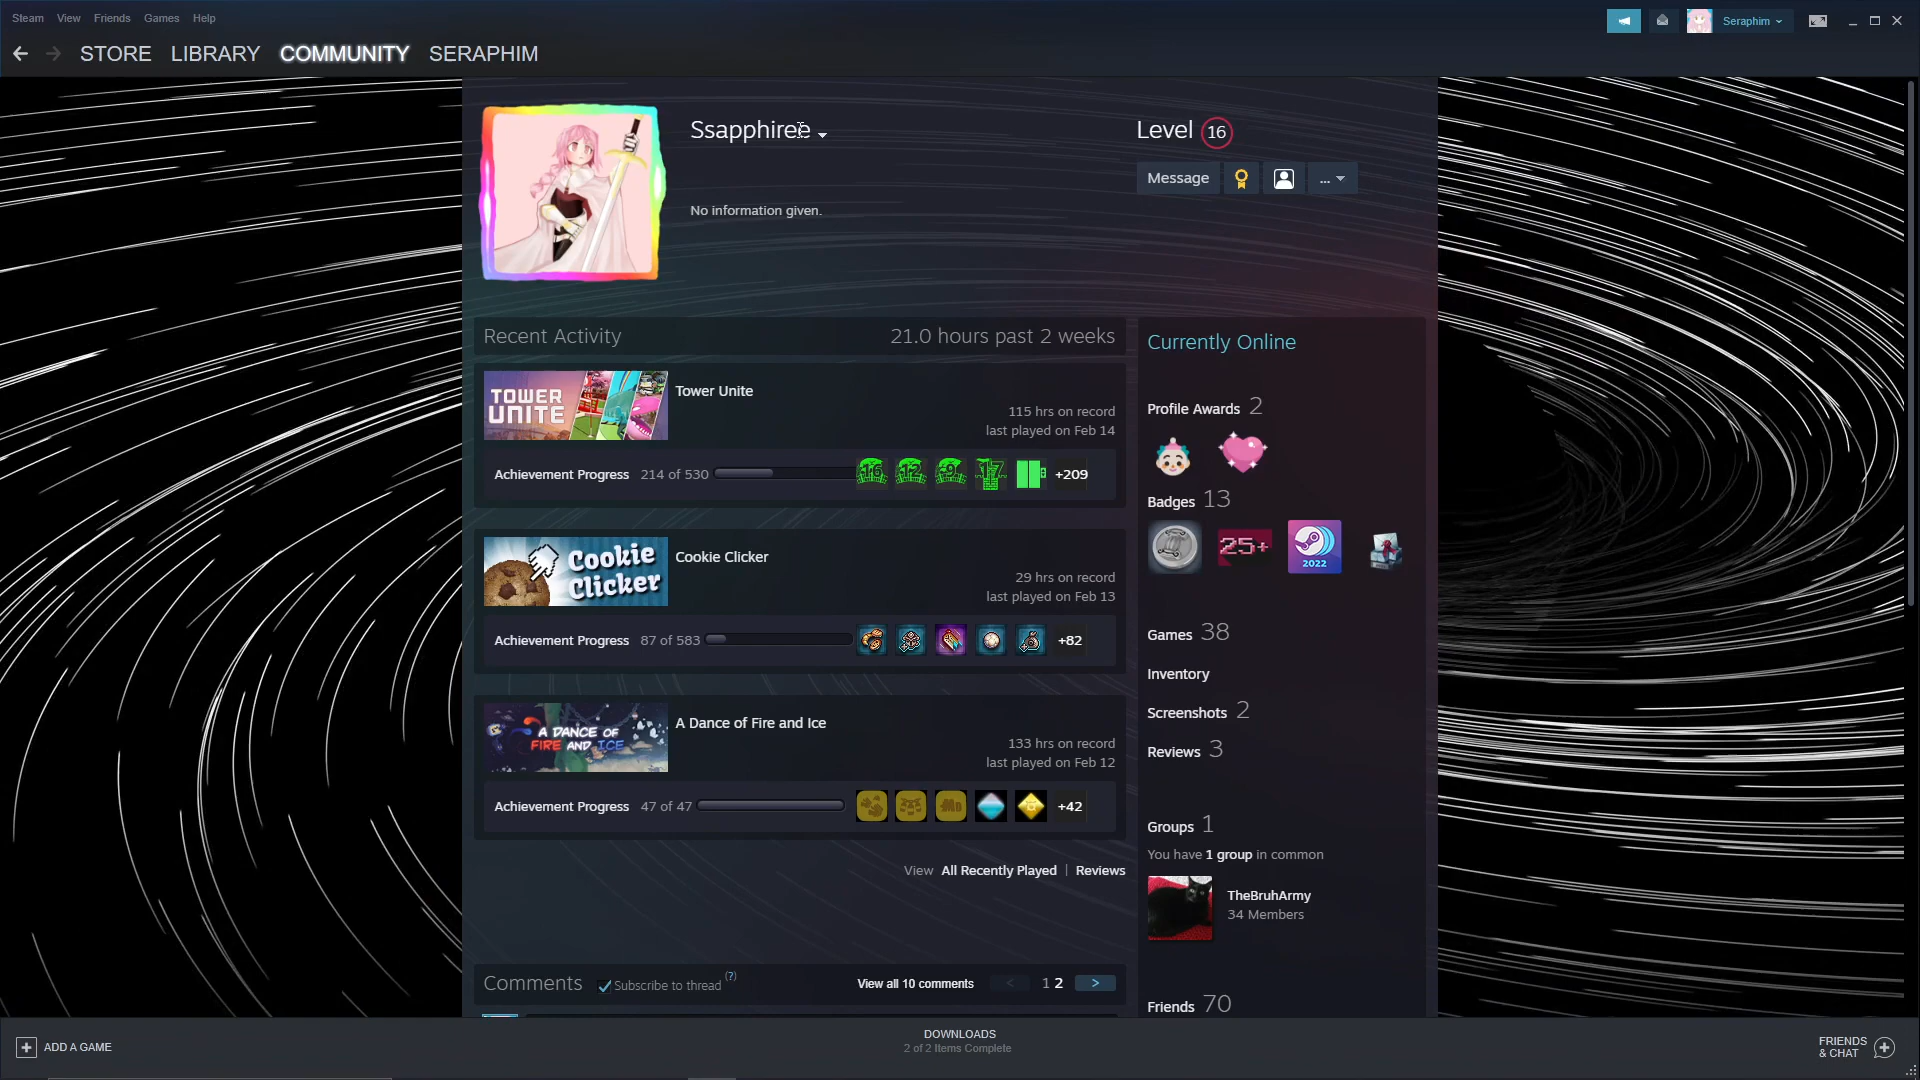 Steam View Friends Games Help
Seraphim
STORE LIBRARY COMMUNITY SERAPHIM
Ssapphiree
Level 16
Message
...
No information given.
Recent Activity
21.0 hours past 2 weeks
Currently Online
TOWER UNITE
Tower Unite
115 hrs on record
last played on Feb 14
Achievement Progress 214 of 530
16 12 9 17 +209
Profile Awards 2
Badges 13
25+
2022
Cookie Clicker
Cookie Clicker
29 hrs on record
last played on Feb 13
Achievement Progress 87 of 583
+82
Games 38
Inventory
Screenshots 2
Reviews 3
A DANCE OF FIRE AND ICE
A Dance of Fire and Ice
133 hrs on record
last played on Feb 12
Achievement Progress 47 of 47
+42
View All Recently Played | Reviews
Groups 1
You have 1 group in common
TheBruhArmy
34 Members
Comments
Subscribe to thread (?)
View all 10 comments
< 1 2 >
Friends 70
ADD A GAME
DOWNLOADS
2 of 2 Items Complete
FRIENDS
& CHAT